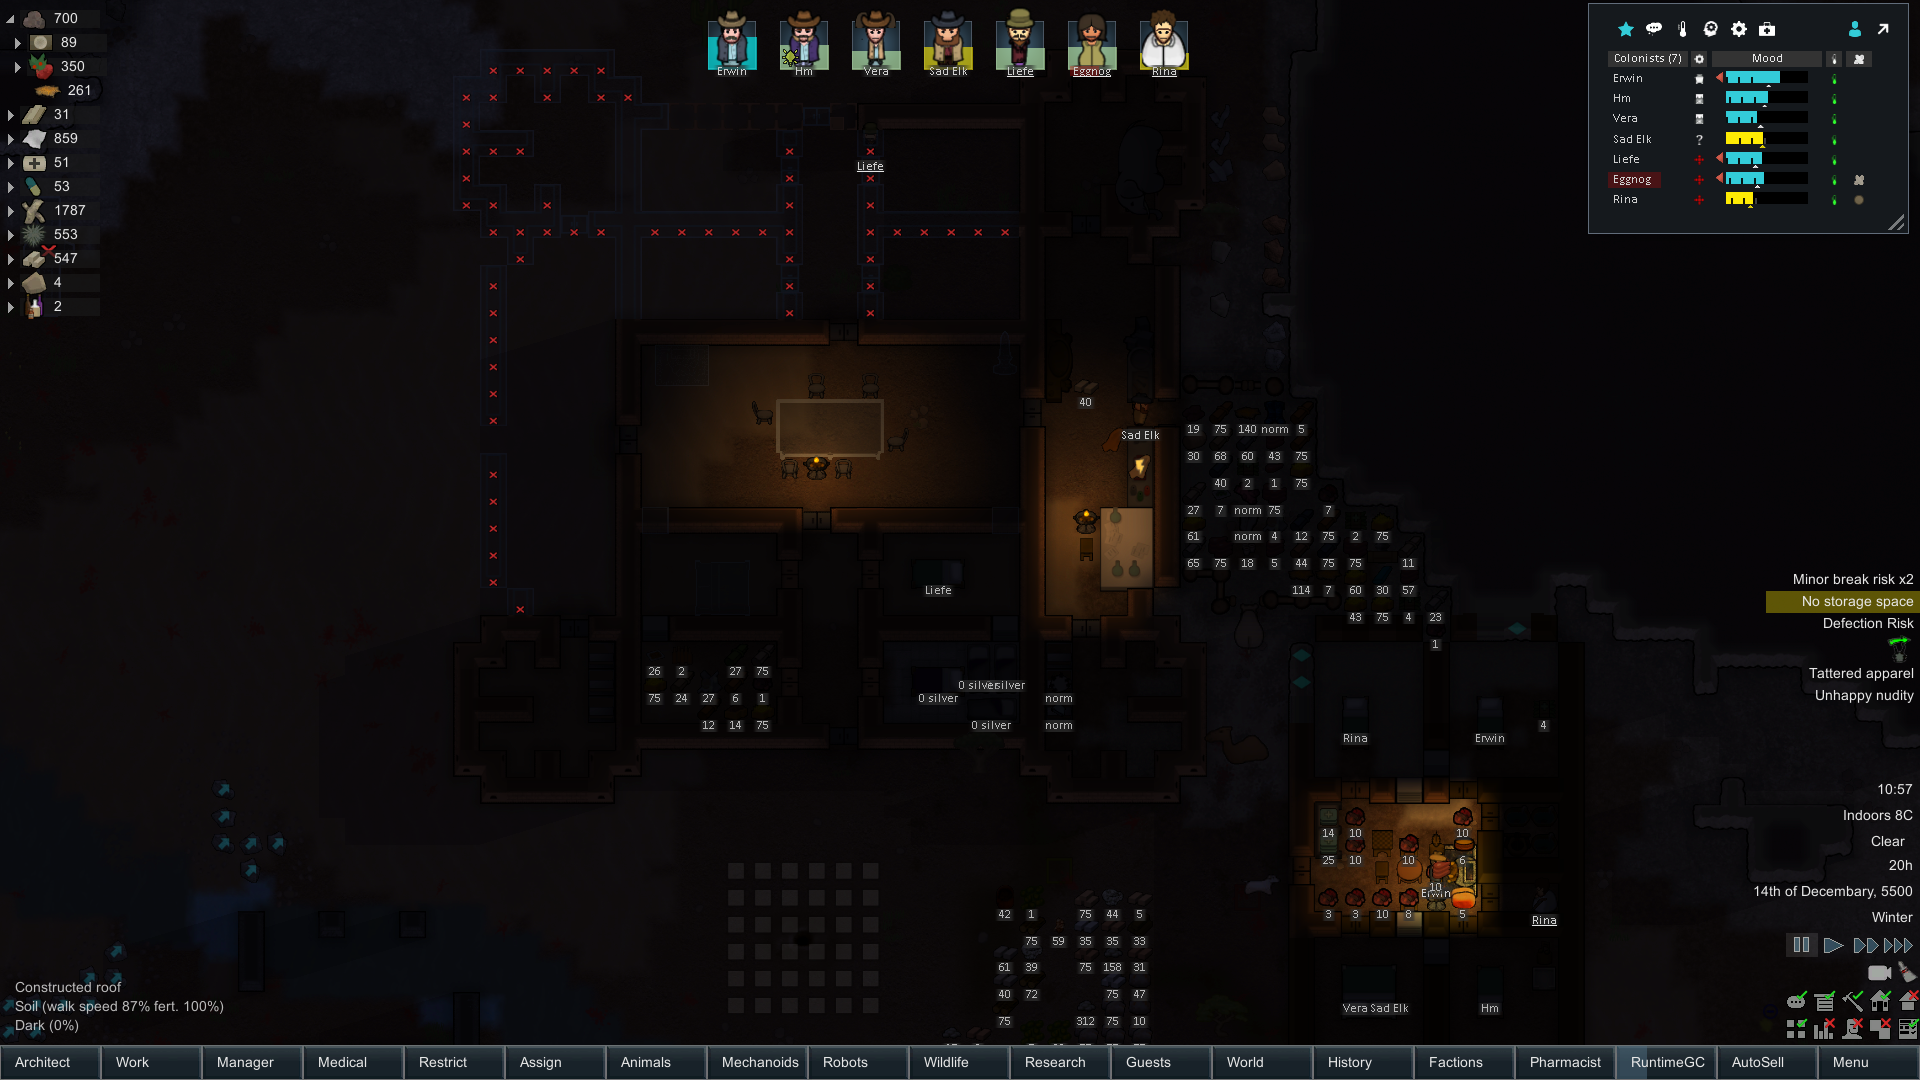 700
89
350
261
31
859
51
53
1787
553
547
4
2
Erwin
Hm
Vera
Sad Elk
Liefe
Eggnog
Rina
Colonists (7)
Mood
Erwin
Hm
Vera
Sad Elk
?
Liefe
Eggnog
Rina
Liefe
40
Sad Elk
19 75 140 norm 5
30 68 60 43 75
40 2 1 75
27 7 norm 75 7
61 norm 4 12 75 2 75
65 75 18 5 44 75 75 11
114 7 60 30 57
43 75 4 23
1
Liefe
26 2 27 75
75 24 27 6 1
12 14 75
0 silver
0 silver
norm
0 silver
norm
Rina
Erwin
4
14 10 10
25 10 10 6
10
Erwin
3 3 10 8 5
Rina
Vera Sad Elk
Hm
42 1 75 44 5
75 59 35 35 33
61 39 75 158 31
40 72 75 47
75 312 75 10
Minor break risk x2
No storage space
Defection Risk
Tattered apparel
Unhappy nudity
10:57
Indoors 8C
Clear
20h
14th of Decembary, 5500
Winter
Constructed roof
Soil (walk speed 87% fert. 100%)
Dark (0%)
Architect
Work
Manager
Medical
Restrict
Assign
Animals
Mechanoids
Robots
Wildlife
Research
Guests
World
History
Factions
Pharmacist
RuntimeGC
AutoSell
Menu